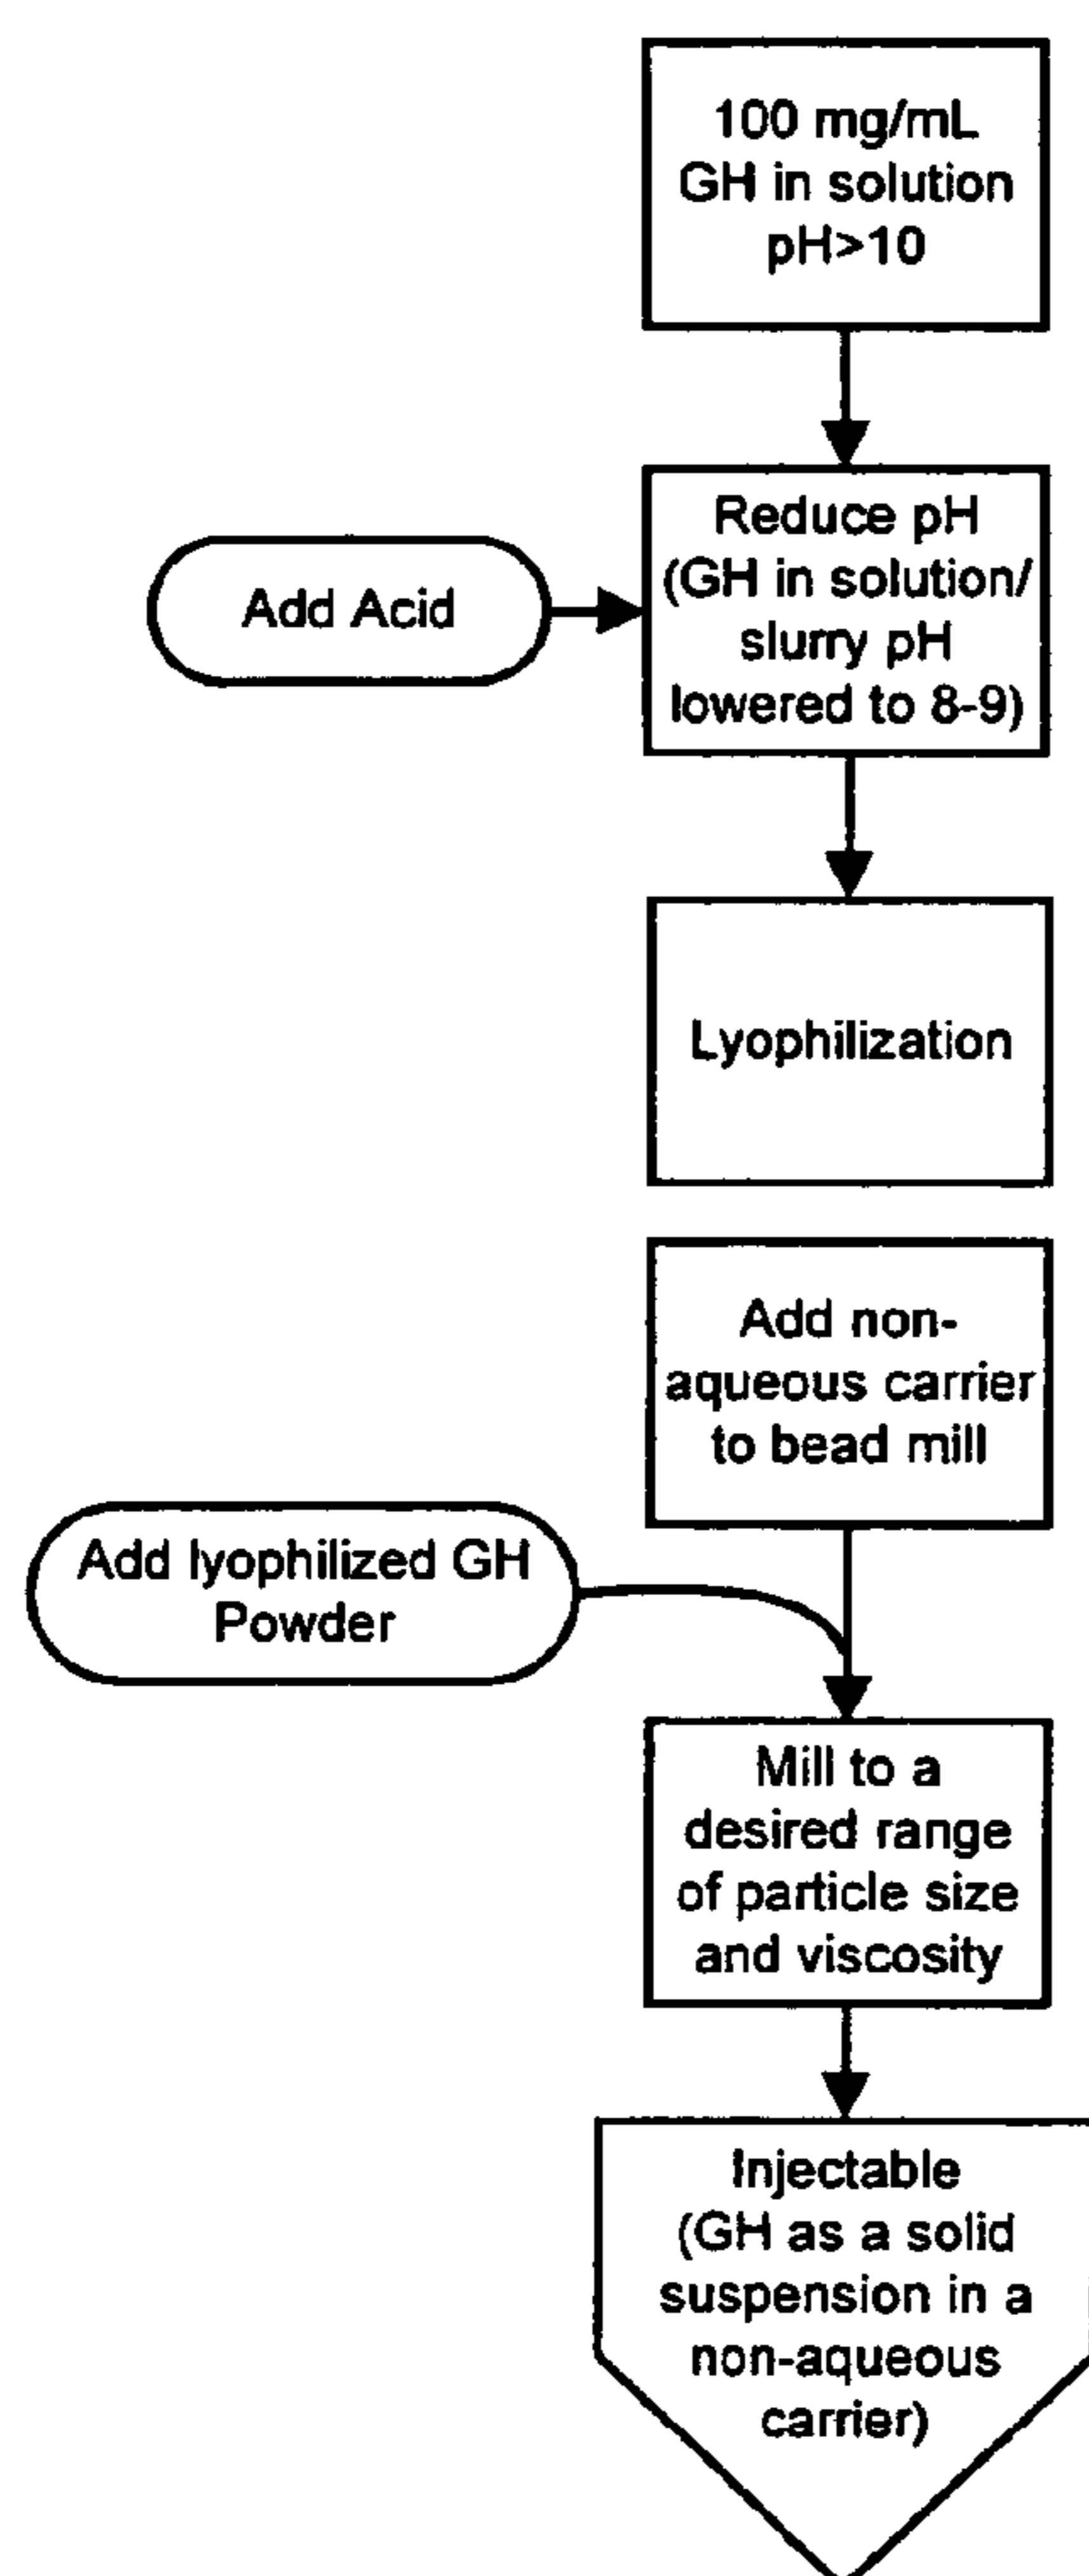 100 mg/mL
GH in solution
pH>10
Reduce pH
(GH in solution/
slurry pH
lowered to 8-9)
Add Acid
Lyophilization
Add non-
aqueous carrier
to bead mill
Add lyophilized GH
Powder
Mill to a
desired range
of particle size
and viscosity
Injectable
(GH as a solid
suspension in a
non-aqueous
carrier)